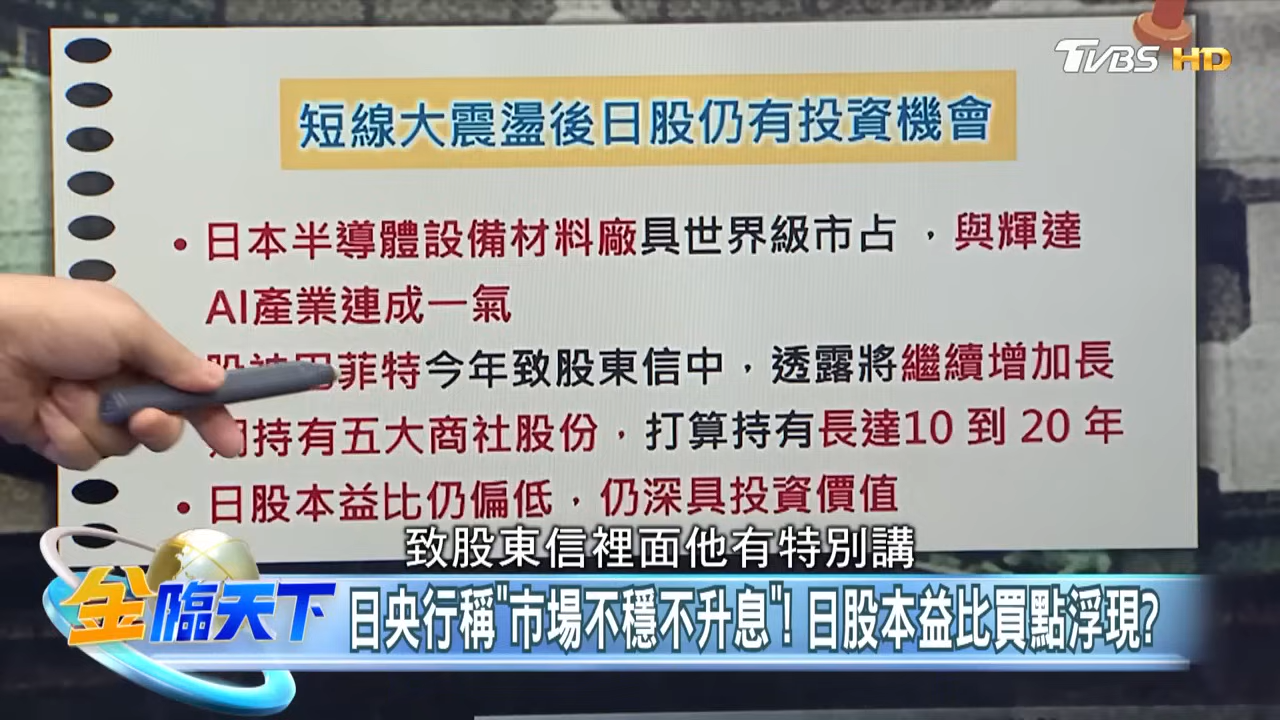 TVBS HD
短線大震盪後日股仍有投資機會
• 日本半導體設備材料廠具世界級市占，與輝達
AI產業連成一氣
菲特今年致股東信中，透露將繼續增加長
持有五大商社股份，打算持有長達10 到 20 年
• 日股本益比仍偏低，仍深具投資價值
致股東信裡面他有特別講
金臨天下
日央行稱"市場不穩不升息"! 日股本益比買點浮現?